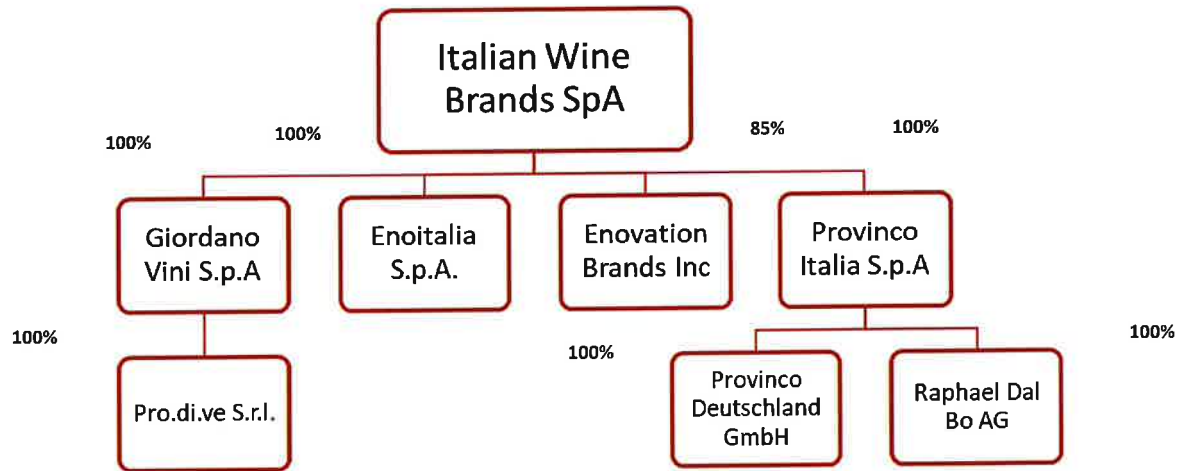 Italian Wine
Brands SpA
100%
100%
85%
100%
Giordano
Vini S.p.A
Enoitalia
S.p.A.
Enovation
Brands Inc
Provinco
Italia S.p.A
100%
100%
100%
Pro.di.ve S.r.l.
Provinco
Deutschland
GmbH
Raphael Dal
Bo AG